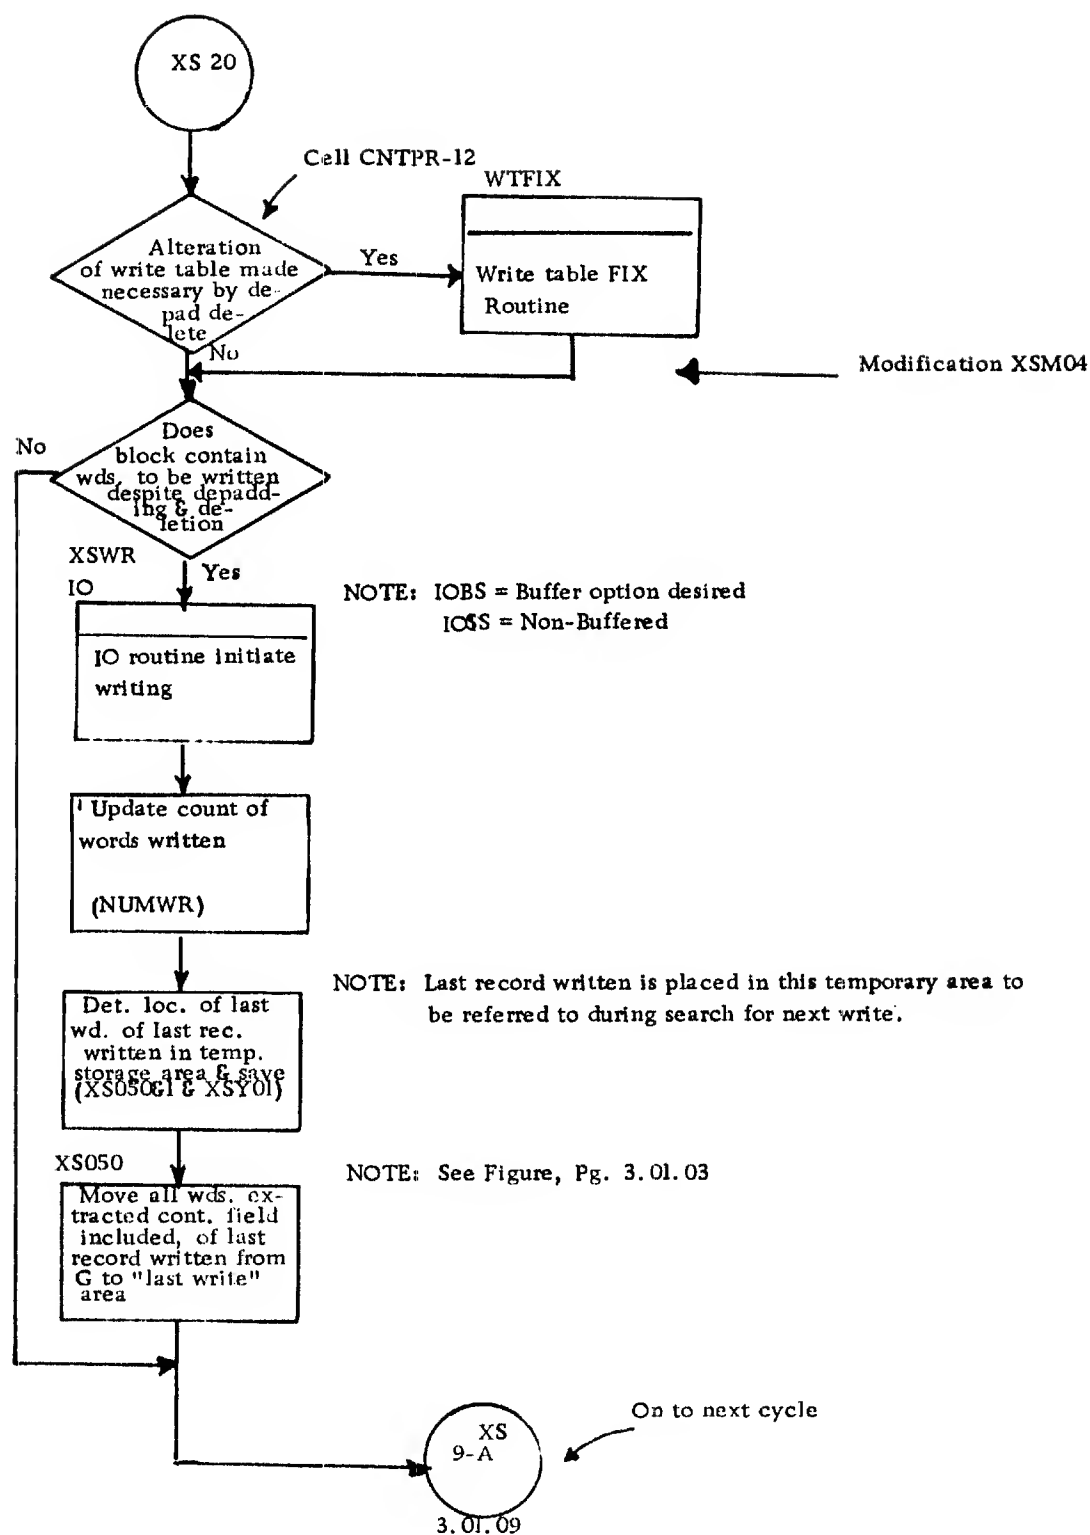 XS 20
Cell CNTPR-12
WTFIX
Alteration
of write table made
necessary by de-
pad de-
lete
Yes
Write table FIX
Routine
No
Modification XSM04
No
Does
block contain
wds. to be written
despite depadd-
ing & de-
letion
XSWR
Yes
IO
NOTE: IOBS = Buffer option desired
IOSS = Non-Buffered
IO routine initiate
writing
Update count of
words written
(NUMWR)
NOTE: Last record written is placed in this temporary area to
be referred to during search for next write.
Det. loc. of last
wd. of last rec.
written in temp.
storage area & save
(XS050G1 & XSY01)
XS050
NOTE: See Figure, Pg. 3.01.03
Move all wds. ex-
tracted cont. field
included, of last
record written from
G to "last write"
area
On to next cycle
XS
9-A
3.01.09